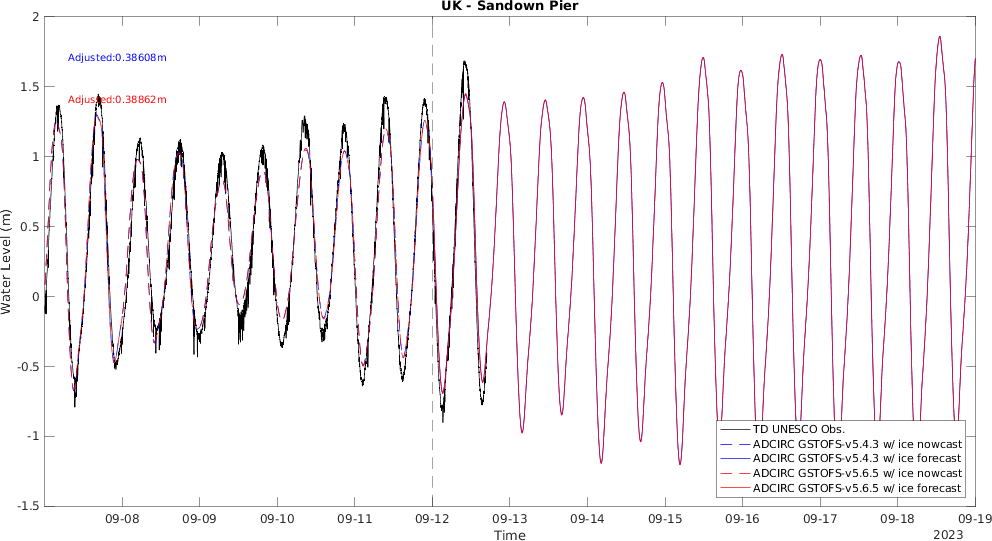 UK - Sandown Pier
2
1.5
1
0.5
0
-0.5
-1
-1.5
Water Level (m)
Adjusted:0.38608m
Adjusted:0.38862m
TD UNESCO Obs.
ADCIRC GSTOFS-v5.4.3 w/ ice nowcast
ADCIRC GSTOFS-v5.4.3 w/ ice forecast
ADCIRC GSTOFS-v5.6.5 w/ ice nowcast
ADCIRC GSTOFS-v5.6.5 w/ ice forecast
09-08 09-09 09-10 09-11 09-12 09-13 09-14 09-15 09-16 09-17 09-18 09-19
Time
2023